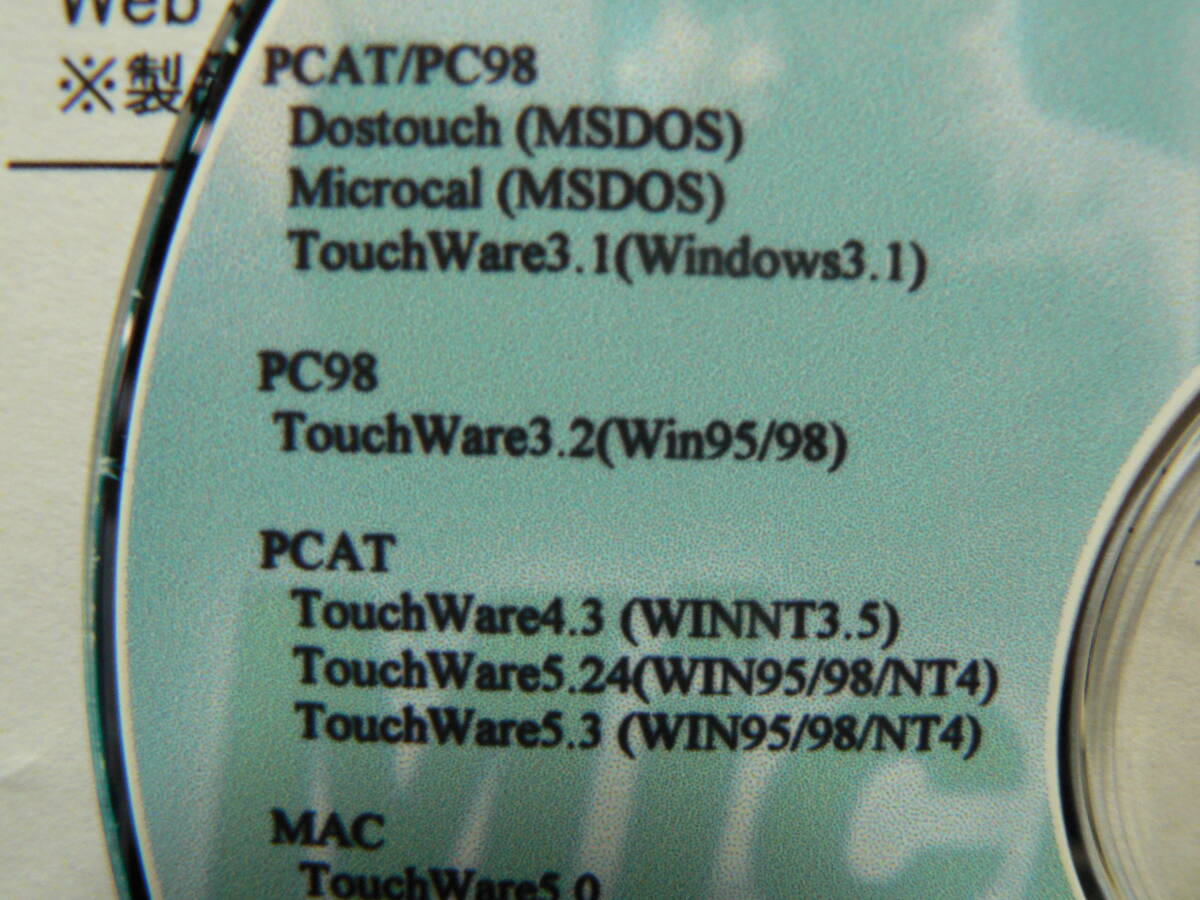 Web
※製
PCAT/PC98
Dostouch (MSDOS)
Microcal (MSDOS)
TouchWare3.1(Windows3.1)
PC98
TouchWare3.2(Win95/98)
PCAT
TouchWare4.3 (WINNT3.5)
TouchWare5.24(WIN95/98/NT4)
TouchWare5.3 (WIN95/98/NT4)
MAC
TouchWare5.0
MIC